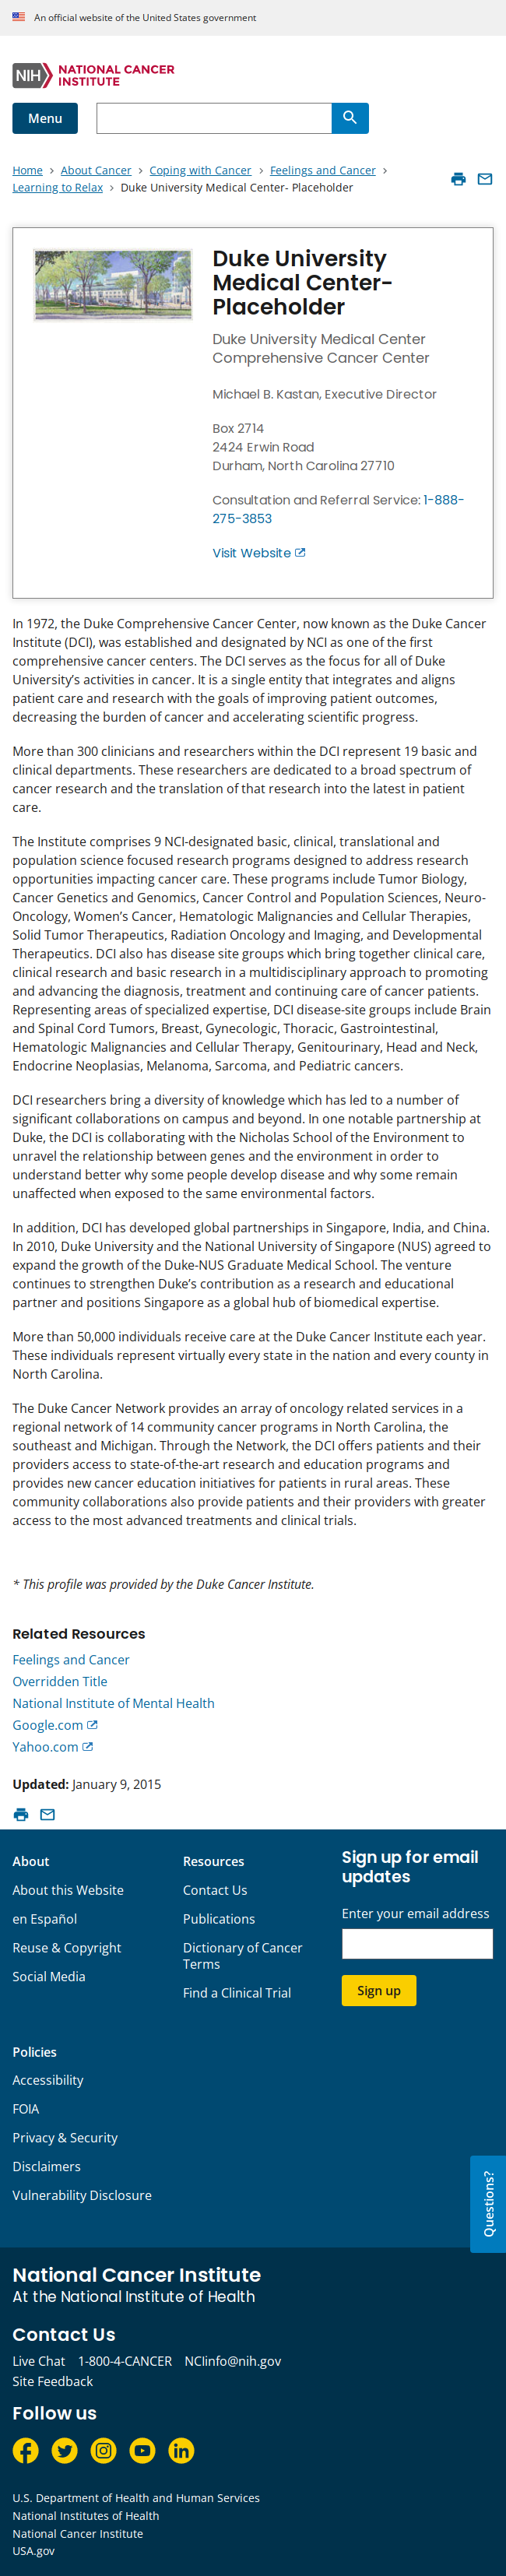 An official website of the United States government
NIH NATIONAL CANCER
INSTITUTE
Menu
Home > About Cancer > Coping with Cancer > Feelings and Cancer >
Learning to Relax > Duke University Medical Center- Placeholder
Duke University
Medical Center-
Placeholder
Duke University Medical Center
Comprehensive Cancer Center
Michael B. Kastan, Executive Director
Box 2714
2424 Erwin Road
Durham, North Carolina 27710
Consultation and Referral Service: 1-888-
275-3853
Visit Website
In 1972, the Duke Comprehensive Cancer Center, now known as the Duke Cancer
Institute (DCI), was established and designated by NCI as one of the first
comprehensive cancer centers. The DCI serves as the focus for all of Duke
University’s activities in cancer. It is a single entity that integrates and aligns
patient care and research with the goals of improving patient outcomes,
decreasing the burden of cancer and accelerating scientific progress.
More than 300 clinicians and researchers within the DCI represent 19 basic and
clinical departments. These researchers are dedicated to a broad spectrum of
cancer research and the translation of that research into the latest in patient
care.
The Institute comprises 9 NCI-designated basic, clinical, translational and
population science focused research programs designed to address research
opportunities impacting cancer care. These programs include Tumor Biology,
Cancer Genetics and Genomics, Cancer Control and Population Sciences, Neuro-
Oncology, Women’s Cancer, Hematologic Malignancies and Cellular Therapies,
Solid Tumor Therapeutics, Radiation Oncology and Imaging, and Developmental
Therapeutics. DCI also has disease site groups which bring together clinical care,
clinical research and basic research in a multidisciplinary approach to promoting
and advancing the diagnosis, treatment and continuing care of cancer patients.
Representing areas of specialized expertise, DCI disease-site groups include Brain
and Spinal Cord Tumors, Breast, Gynecologic, Thoracic, Gastrointestinal,
Hematologic Malignancies and Cellular Therapy, Genitourinary, Head and Neck,
Endocrine Neoplasias, Melanoma, Sarcoma, and Pediatric cancers.
DCI researchers bring a diversity of knowledge which has led to a number of
significant collaborations on campus and beyond. In one notable partnership at
Duke, the DCI is collaborating with the Nicholas School of the Environment to
unravel the relationship between genes and the environment in order to
understand better why some people develop disease and why some remain
unaffected when exposed to the same environmental factors.
In addition, DCI has developed global partnerships in Singapore, India, and China.
In 2010, Duke University and the National University of Singapore (NUS) agreed to
expand the growth of the Duke-NUS Graduate Medical School. The venture
continues to strengthen Duke’s contribution as a research and educational
partner and positions Singapore as a global hub of biomedical expertise.
More than 50,000 individuals receive care at the Duke Cancer Institute each year.
These individuals represent virtually every state in the nation and every county in
North Carolina.
The Duke Cancer Network provides an array of oncology related services in a
regional network of 14 community cancer programs in North Carolina, the
southeast and Michigan. Through the Network, the DCI offers patients and their
providers access to state-of-the-art research and education programs and
provides new cancer education initiatives for patients in rural areas. These
community collaborations also provide patients and their providers with greater
access to the most advanced treatments and clinical trials.
* This profile was provided by the Duke Cancer Institute.
Related Resources
Feelings and Cancer
Overridden Title
National Institute of Mental Health
Google.com
Yahoo.com
Updated: January 9, 2015
About
About this Website
en Español
Reuse & Copyright
Social Media
Resources
Contact Us
Publications
Dictionary of Cancer
Terms
Find a Clinical Trial
Sign up for email
updates
Enter your email address
Sign up
Policies
Accessibility
FOIA
Privacy & Security
Disclaimers
Vulnerability Disclosure
Questions?
National Cancer Institute
At the National Institute of Health
Contact Us
Live Chat 1-800-4-CANCER NCIinfo@nih.gov
Site Feedback
Follow us
U.S. Department of Health and Human Services
National Institutes of Health
National Cancer Institute
USA.gov